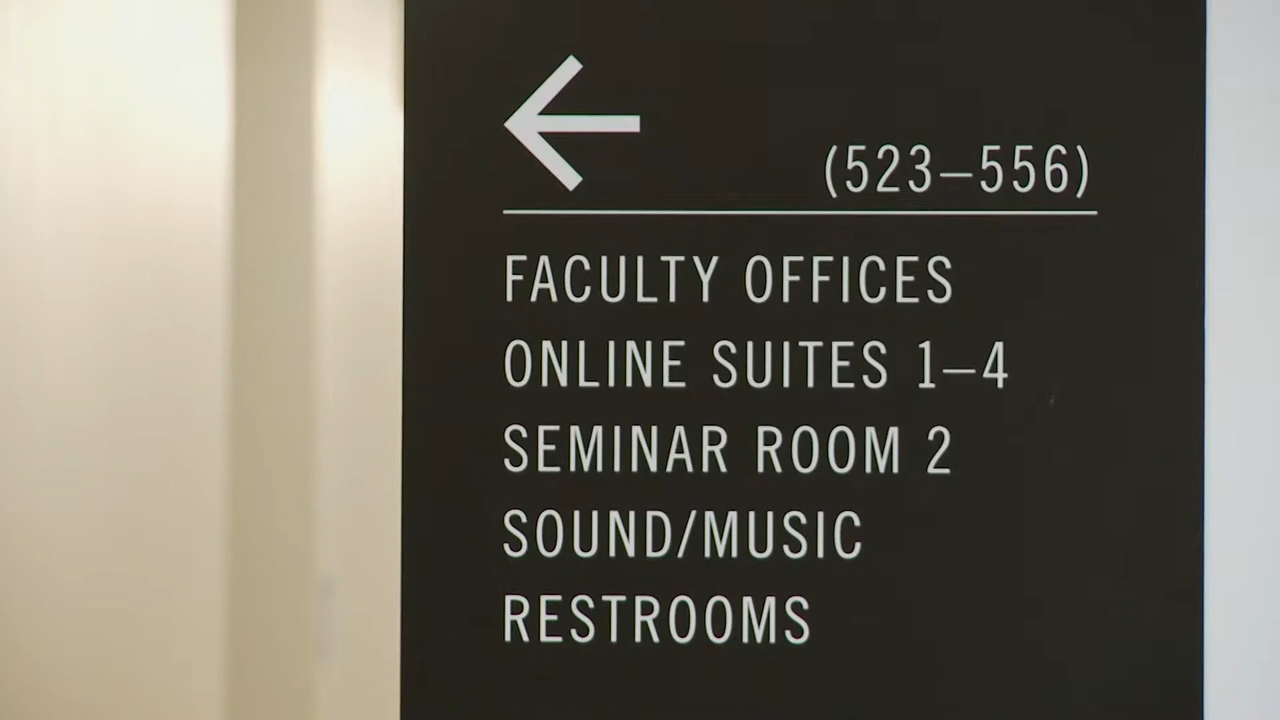 (523–556)
FACULTY OFFICES
ONLINE SUITES 1–4
SEMINAR ROOM 2
SOUND/MUSIC
RESTROOMS